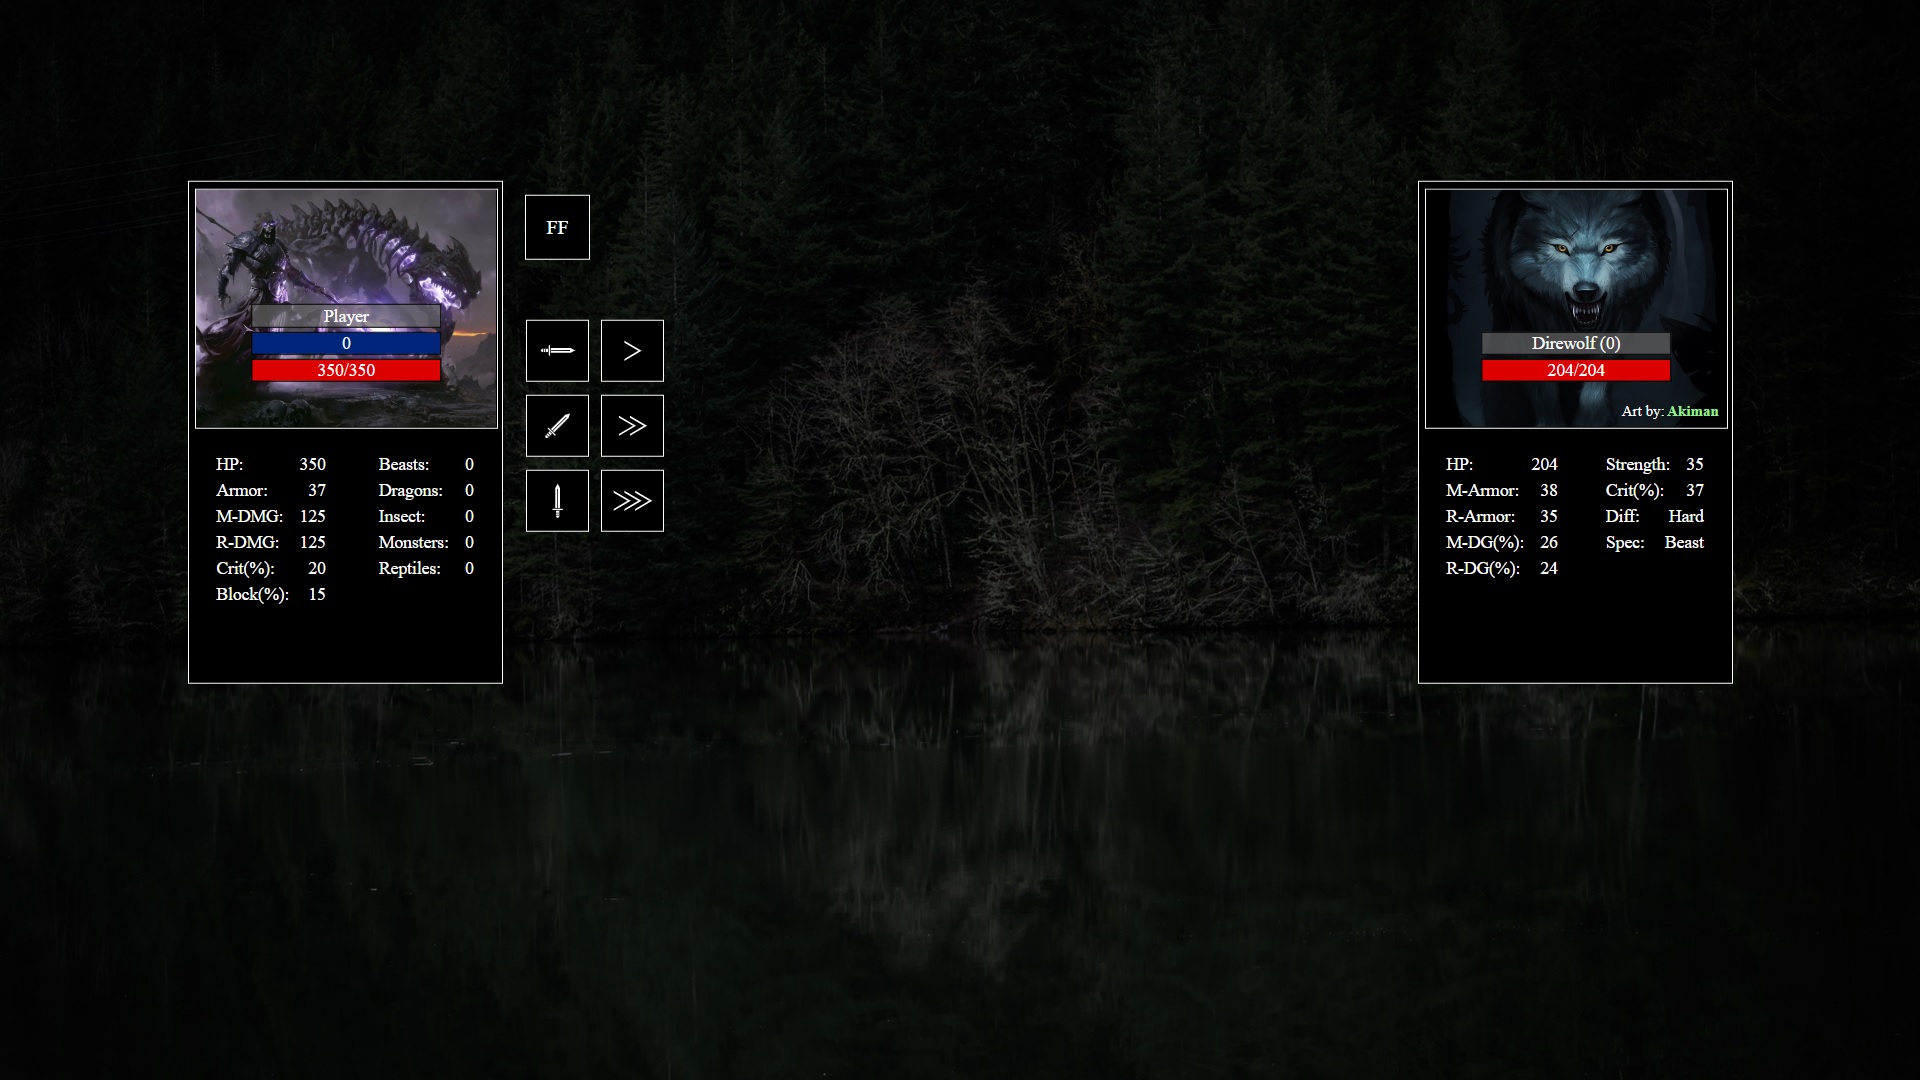 Player
0
350/350
HP: 350
Armor: 37
M-DMG: 125
R-DMG: 125
Crit(%): 20
Block(%): 15
Beasts: 0
Dragons: 0
Insect: 0
Monsters: 0
Reptiles: 0
FF
>
>>
>>>
Direwolf (0)
204/204
Art by: Akiman
HP: 204
M-Armor: 38
R-Armor: 35
M-DG(%): 26
R-DG(%): 24
Strength: 35
Crit(%): 37
Diff: Hard
Spec: Beast